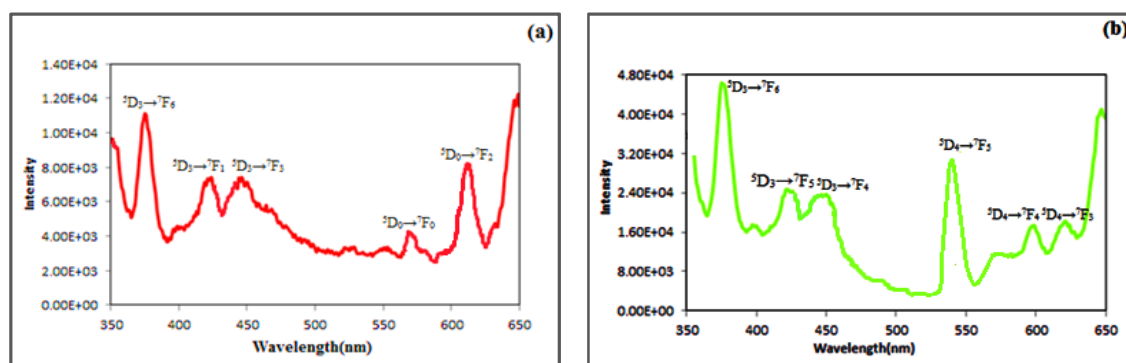 (a)
Intensity
1.40E+04
1.20E+04
1.00E+04
8.00E+03
6.00E+03
4.00E+03
2.00E+03
0.00E+00
⁵D₃→⁷F₆
⁵D₃→⁷F₁ ⁵D₃→⁷F₃
⁵D₀→⁷F₀
⁵D₀→⁷F₂
350 400 450 500 550 600 650
Wavelength(nm)
(b)
Intensity
4.80E+04
4.00E+04
3.20E+04
2.40E+04
1.60E+04
8.00E+03
0.00E+00
⁵D₃→⁷F₆
⁵D₃→⁷F₅ ⁵D₃→⁷F₄
⁵D₄→⁷F₅
⁵D₄→⁷F₄ ⁵D₄→⁷F₃
350 400 450 500 550 600 650
Wavelength(nm)